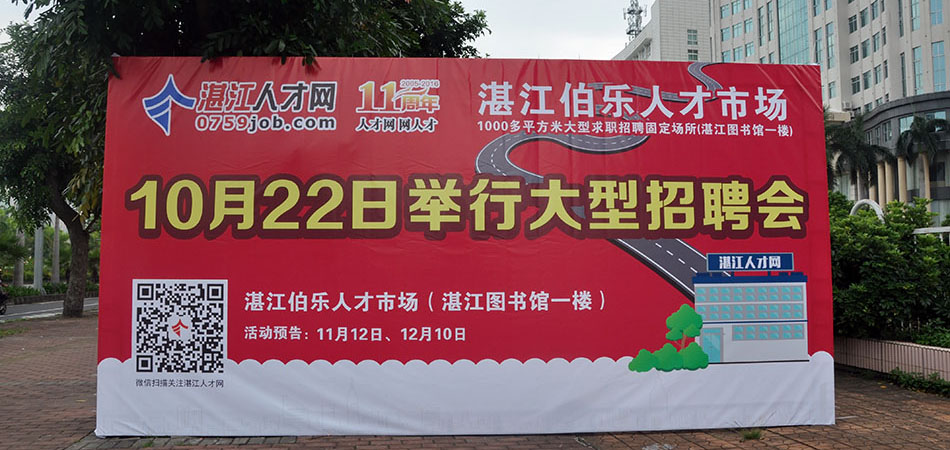 湛江人才网
0759job.com
11周年
2005-2016
人才网 网人才
湛江伯乐人才市场
1000多平方米大型求职招聘固定场所(湛江图书馆一楼)
10月22日举行大型招聘会
湛江人才网
湛江伯乐人才市场(湛江图书馆一楼)
活动预告:11月12日、12月10日
微信扫描关注湛江人才网